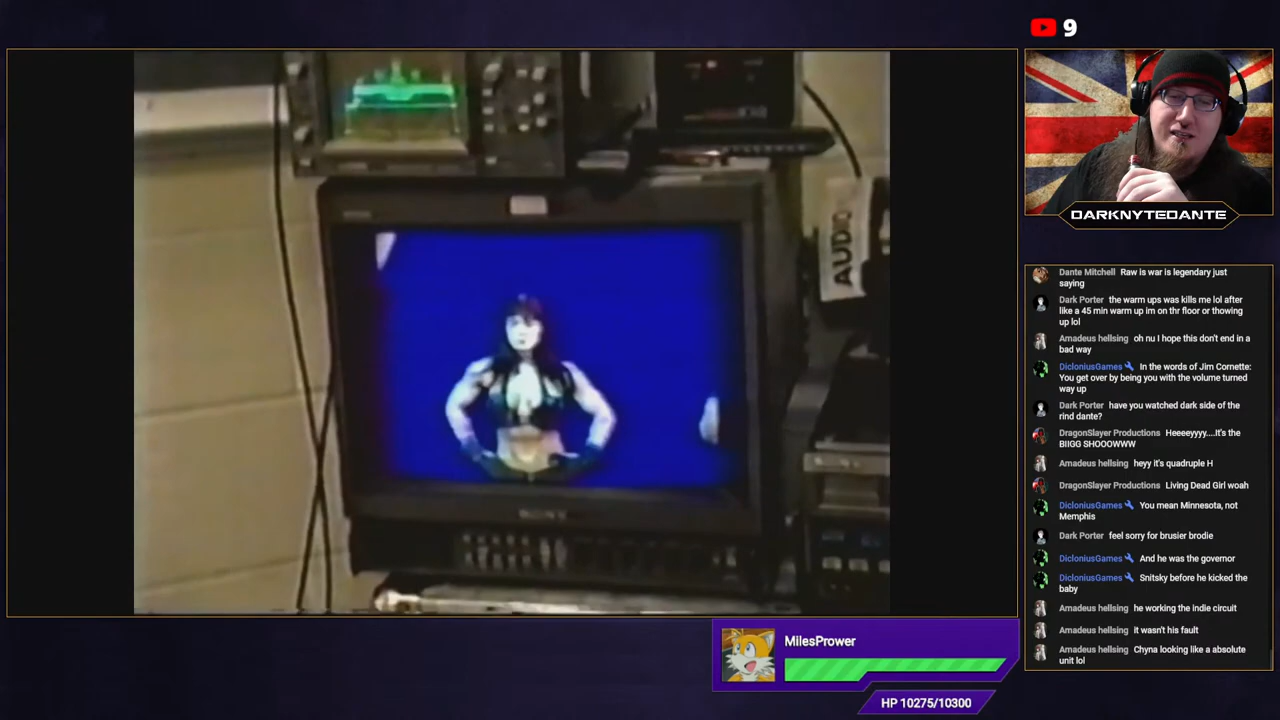 9
AUDIO
SONY
DARKNYTEDANTE
Dante Mitchell Raw is war is legendary just
saying
Dark Porter the warm ups was kills me lol after
like a 45 min warm up im on thr floor or thowing
up lol
Amadeus hellsing oh nu I hope this don't end in a
bad way
DicloniusGames In the words of Jim Cornette:
You get over by being you with the volume turned
way up
Dark Porter have you watched dark side of the
rind dante?
DragonSlayer Productions Heeeeyyyy....It's the
BIIGG SHOOOWWW
Amadeus hellsing heyy it's quadruple H
DragonSlayer Productions Living Dead Girl woah
DicloniusGames You mean Minnesota, not
Memphis
Dark Porter feel sorry for brusier brodie
DicloniusGames And he was the governor
DicloniusGames Snitsky before he kicked the
baby
Amadeus hellsing he working the indie circuit
Amadeus hellsing it wasn't his fault
Amadeus hellsing Chyna looking like a absolute
unit lol
MilesPrower
HP 10275/10300